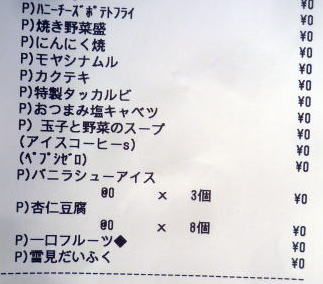 P)ﾊﾆｰﾁｰｽﾞﾎﾟﾃﾄﾌﾗｲ ¥0
P)焼き野菜盛 ¥0
P)にんにく焼 ¥0
P)モヤシナムル ¥0
P)カクテキ ¥0
P)特製タッカルビ ¥0
P)おつまみ塩キャベツ ¥0
P) 玉子と野菜のスープ ¥0
(アイスコーヒーs) ¥0
(ﾍﾟﾌﾟｼｾﾞﾛ) ¥0
P)バニラシューアイス
@0 × 3個 ¥0
P)杏仁豆腐
@0 × 8個 ¥0
P)一口フルーツ◆ ¥0
P)雪見だいふく ¥0